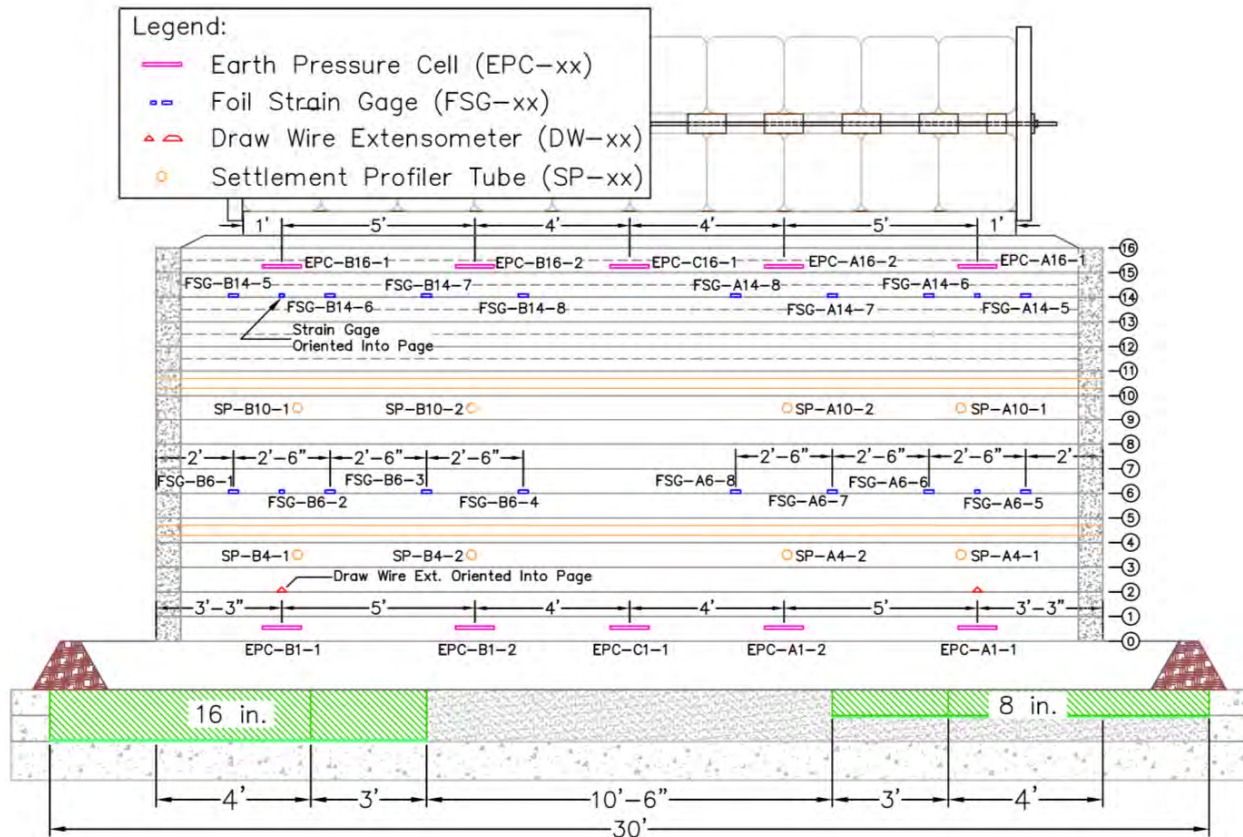 Legend:
Earth Pressure Cell (EPC-xx)
Foil Strain Gage (FSG-xx)
Draw Wire Extensometer (DW-xx)
Settlement Profiler Tube (SP-xx)
1' 5' 4' 4' 5' 1'
16
EPC-B16-1 EPC-B16-2 EPC-C16-1 EPC-A16-2 EPC-A16-1
15
FSG-B14-5 FSG-B14-7 FSG-A14-8 FSG-A14-6
14
FSG-B14-6 FSG-B14-8 FSG-A14-7 FSG-A14-5
Strain Gage
Oriented Into Page
13
12
11
10
SP-B10-1 SP-B10-2 SP-A10-2 SP-A10-1
9
8
2' 2'-6" 2'-6" 2'-6" 2'-6" 2'-6" 2'-6" 2'
7
FSG-B6-1 FSG-B6-3 FSG-A6-8 FSG-A6-6
6
FSG-B6-2 FSG-B6-4 FSG-A6-7 FSG-A6-5
5
4
SP-B4-1 SP-B4-2 SP-A4-2 SP-A4-1
3
Draw Wire Ext. Oriented Into Page
2
3'-3" 5' 4' 4' 5' 3'-3"
1
0
EPC-B1-1 EPC-B1-2 EPC-C1-1 EPC-A1-2 EPC-A1-1
16 in. 8 in.
4' 3' 10'-6" 3' 4'
30'